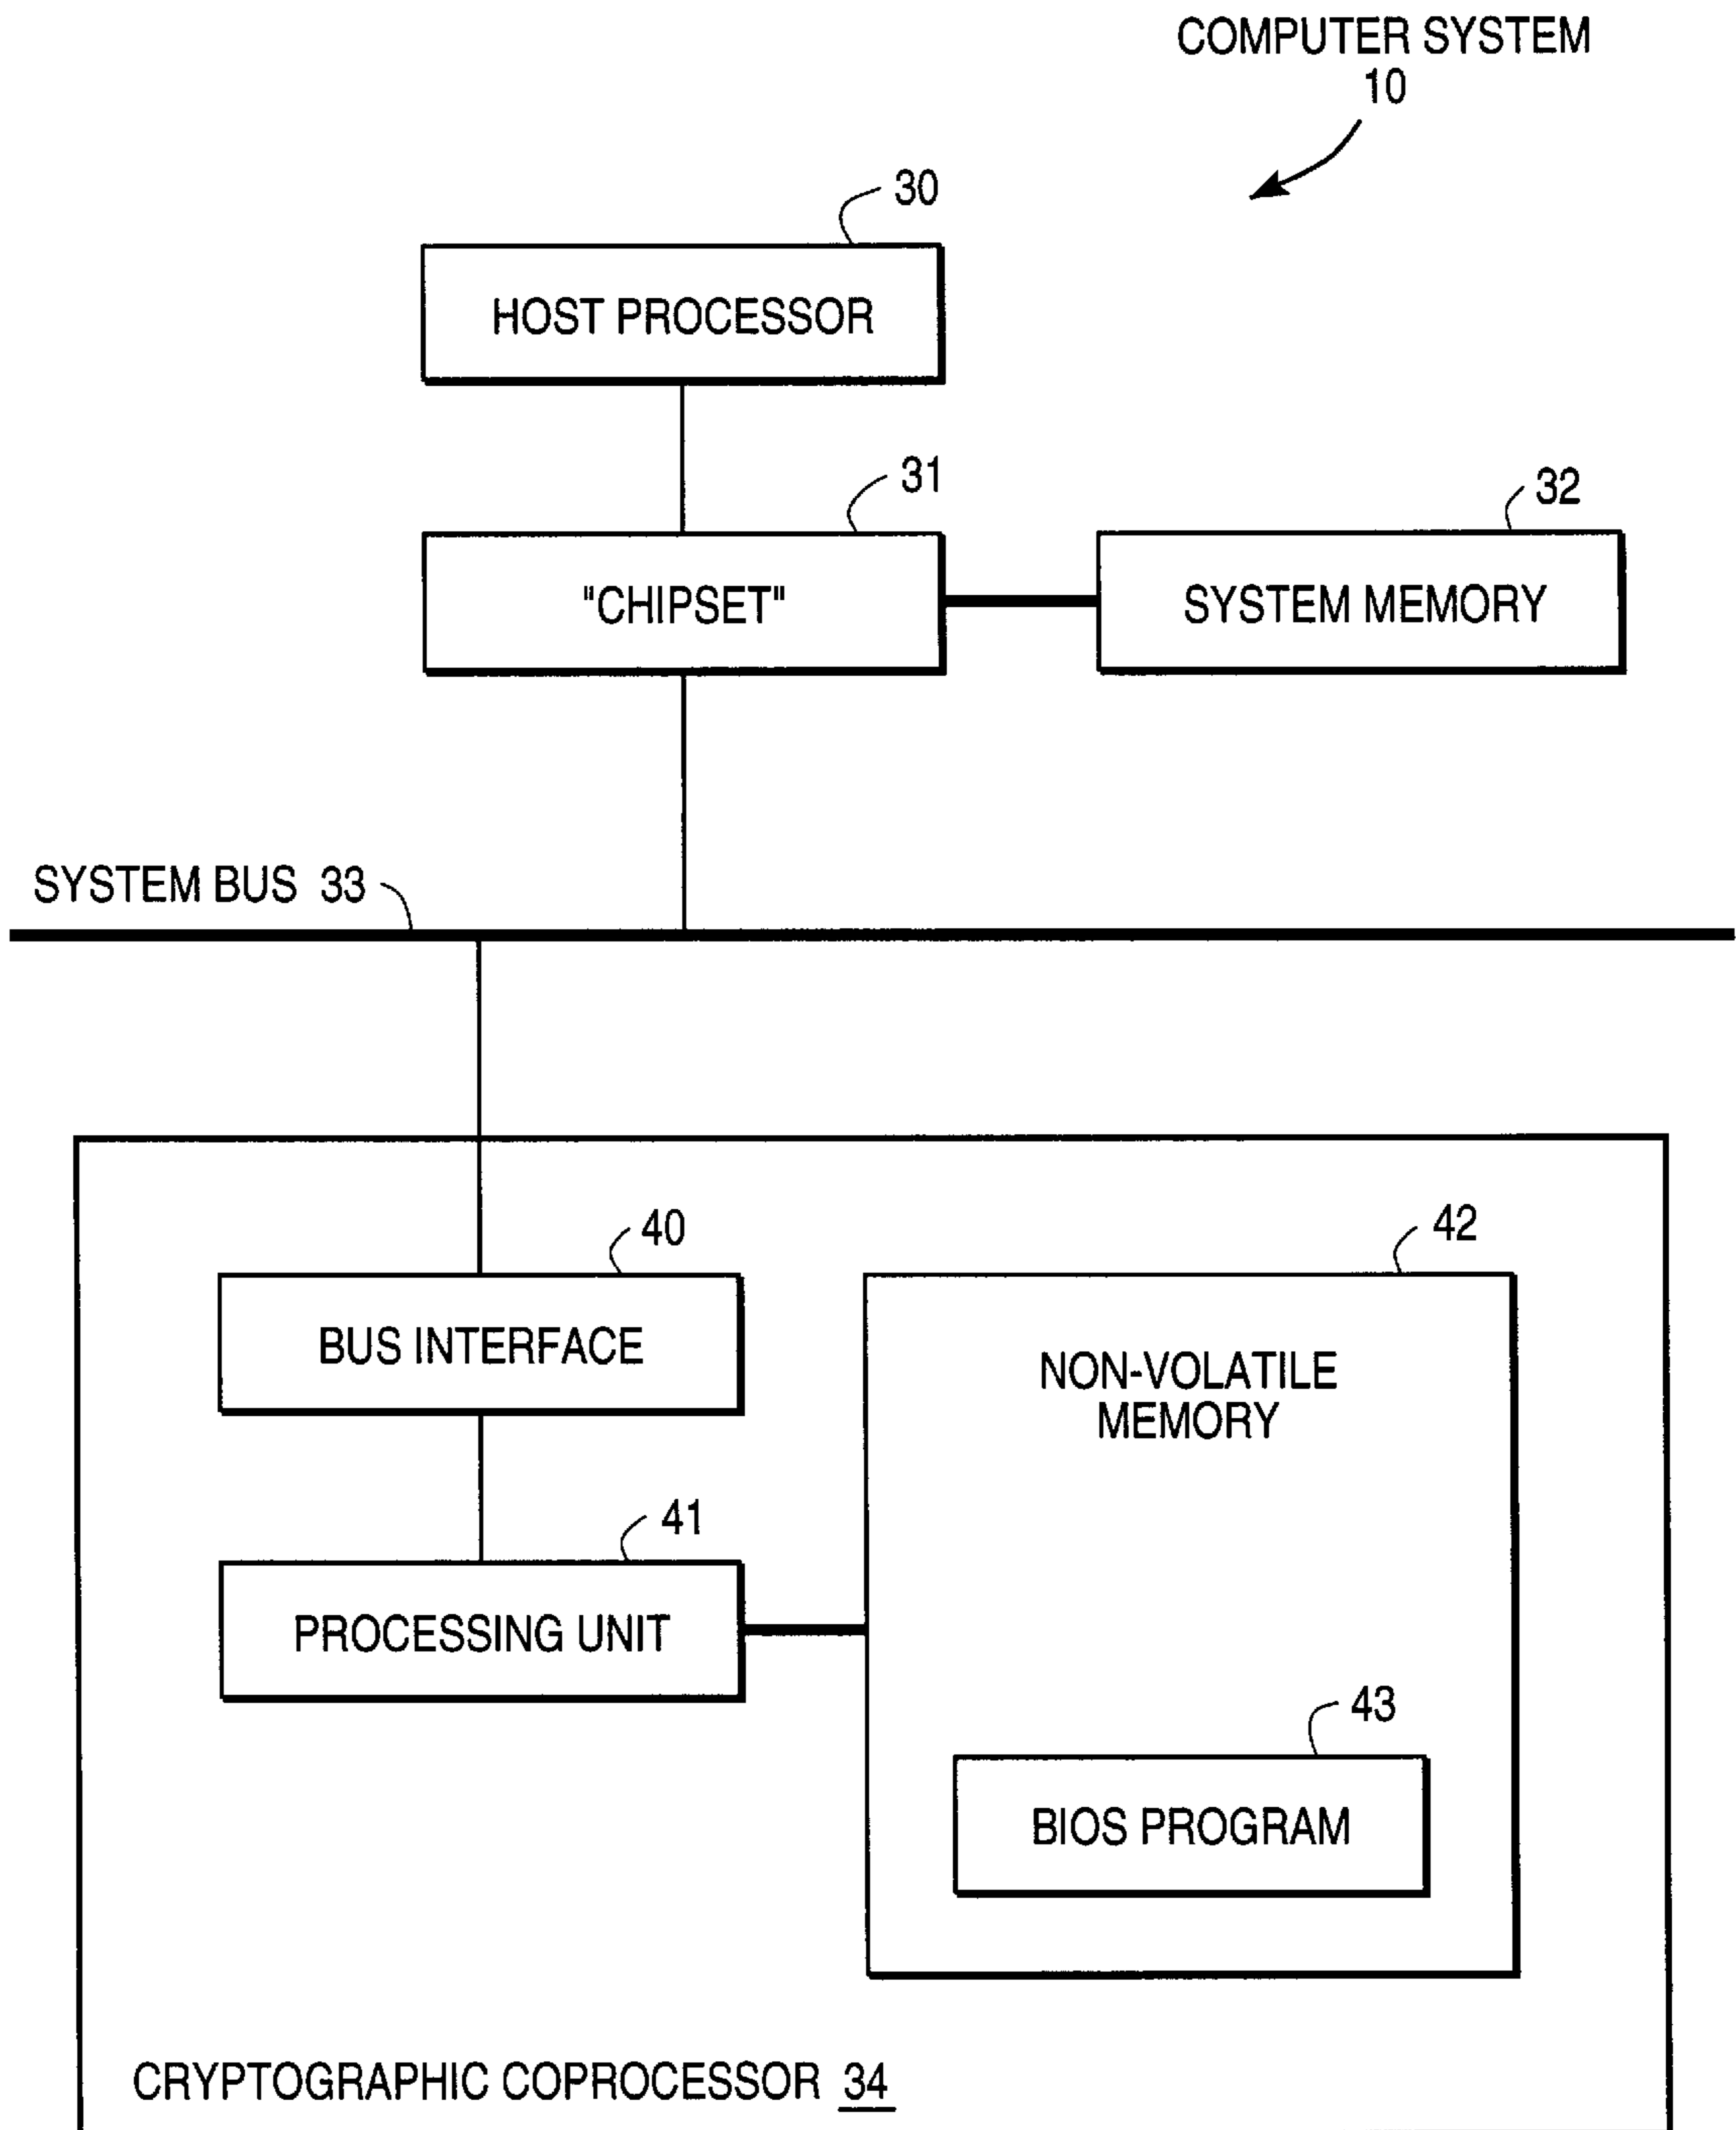 COMPUTER SYSTEM
10
30
HOST PROCESSOR
31
32
"CHIPSET"
SYSTEM MEMORY
SYSTEM BUS 33
40
42
BUS INTERFACE
NON-VOLATILE
MEMORY
41
PROCESSING UNIT
43
BIOS PROGRAM
CRYPTOGRAPHIC COPROCESSOR 34